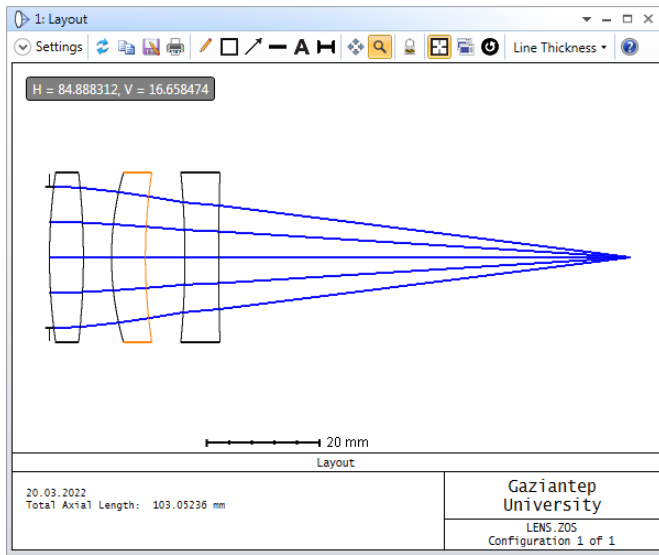 1: Layout
Settings A H Line Thickness
H = 84.888312, V = 16.658474
20 mm
Layout
20.03.2022
Total Axial Length: 103.05236 mm
Gaziantep
University
LENS.ZOS
Configuration 1 of 1